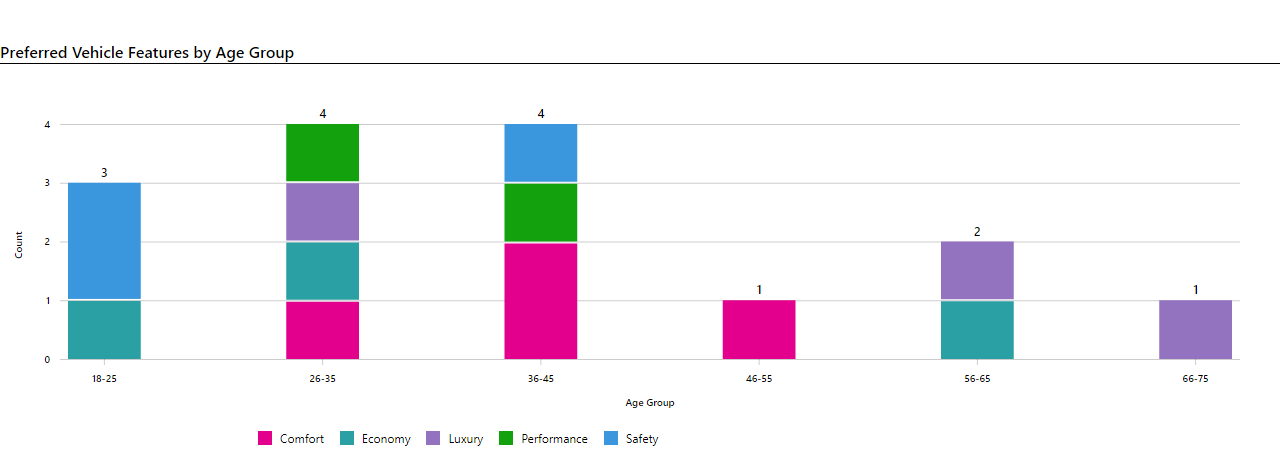 Preferred Vehicle Features by Age Group
4
4
4
3
3
2
2
Count
1
1
1
0
18-25
26-35
36-45
46-55
56-65
66-75
Age Group
Comfort
Economy
Luxury
Performance
Safety